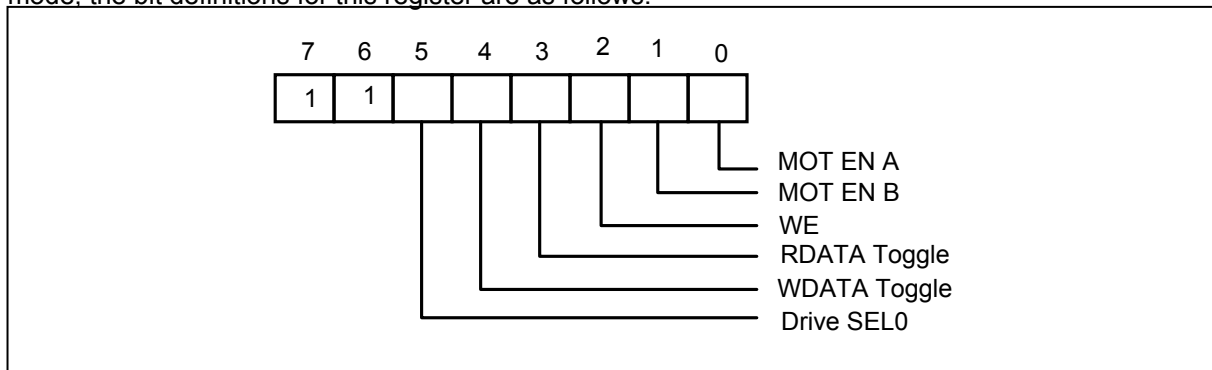 mode, the bit definitions for this register are as follows:
7 6 5 4 3 2 1 0
1 1
MOT EN A
MOT EN B
WE
RDATA Toggle
WDATA Toggle
Drive SEL0